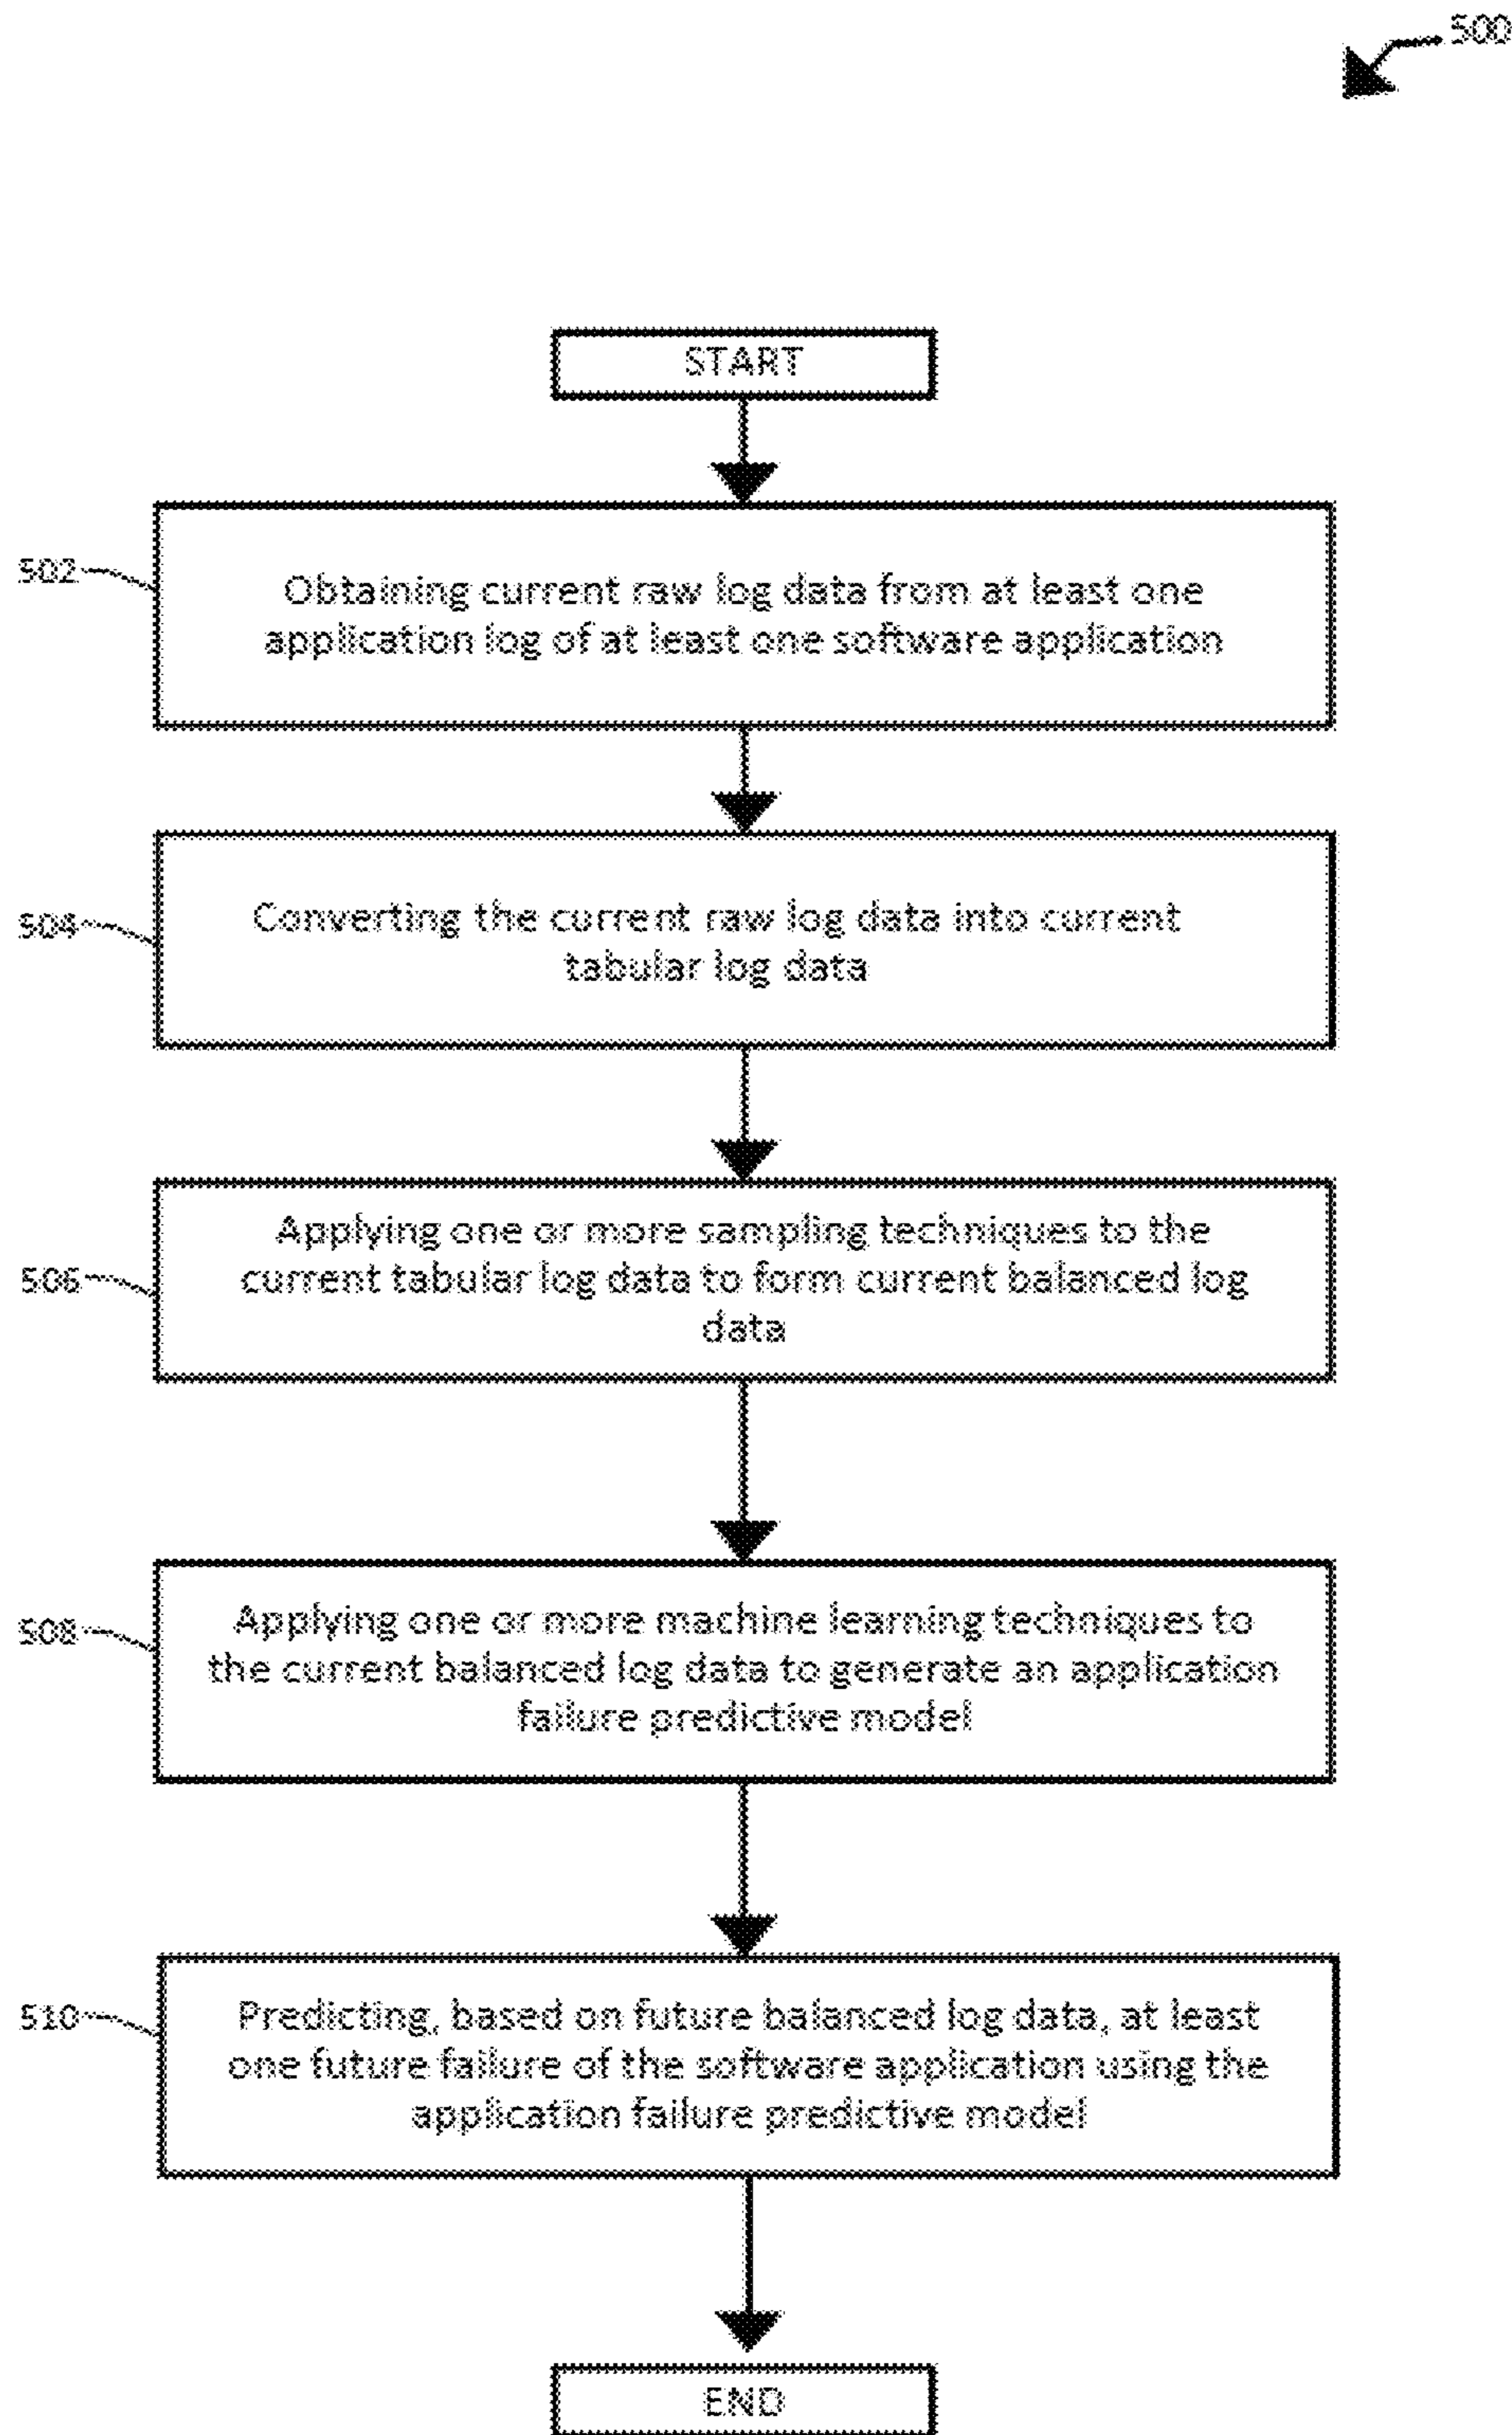 500
START
502
Obtaining current raw log data from at least one
application log of at least one software application
504
Converting the current raw log data into current
tabular log data
506
Applying one or more sampling techniques to the
current tabular log data to form current balanced log
data
508
Applying one or more machine learning techniques to
the current balanced log data to generate an application
failure predictive model
510
Predicting, based on future balanced log data, at least
one future failure of the software application using the
application failure predictive model
END